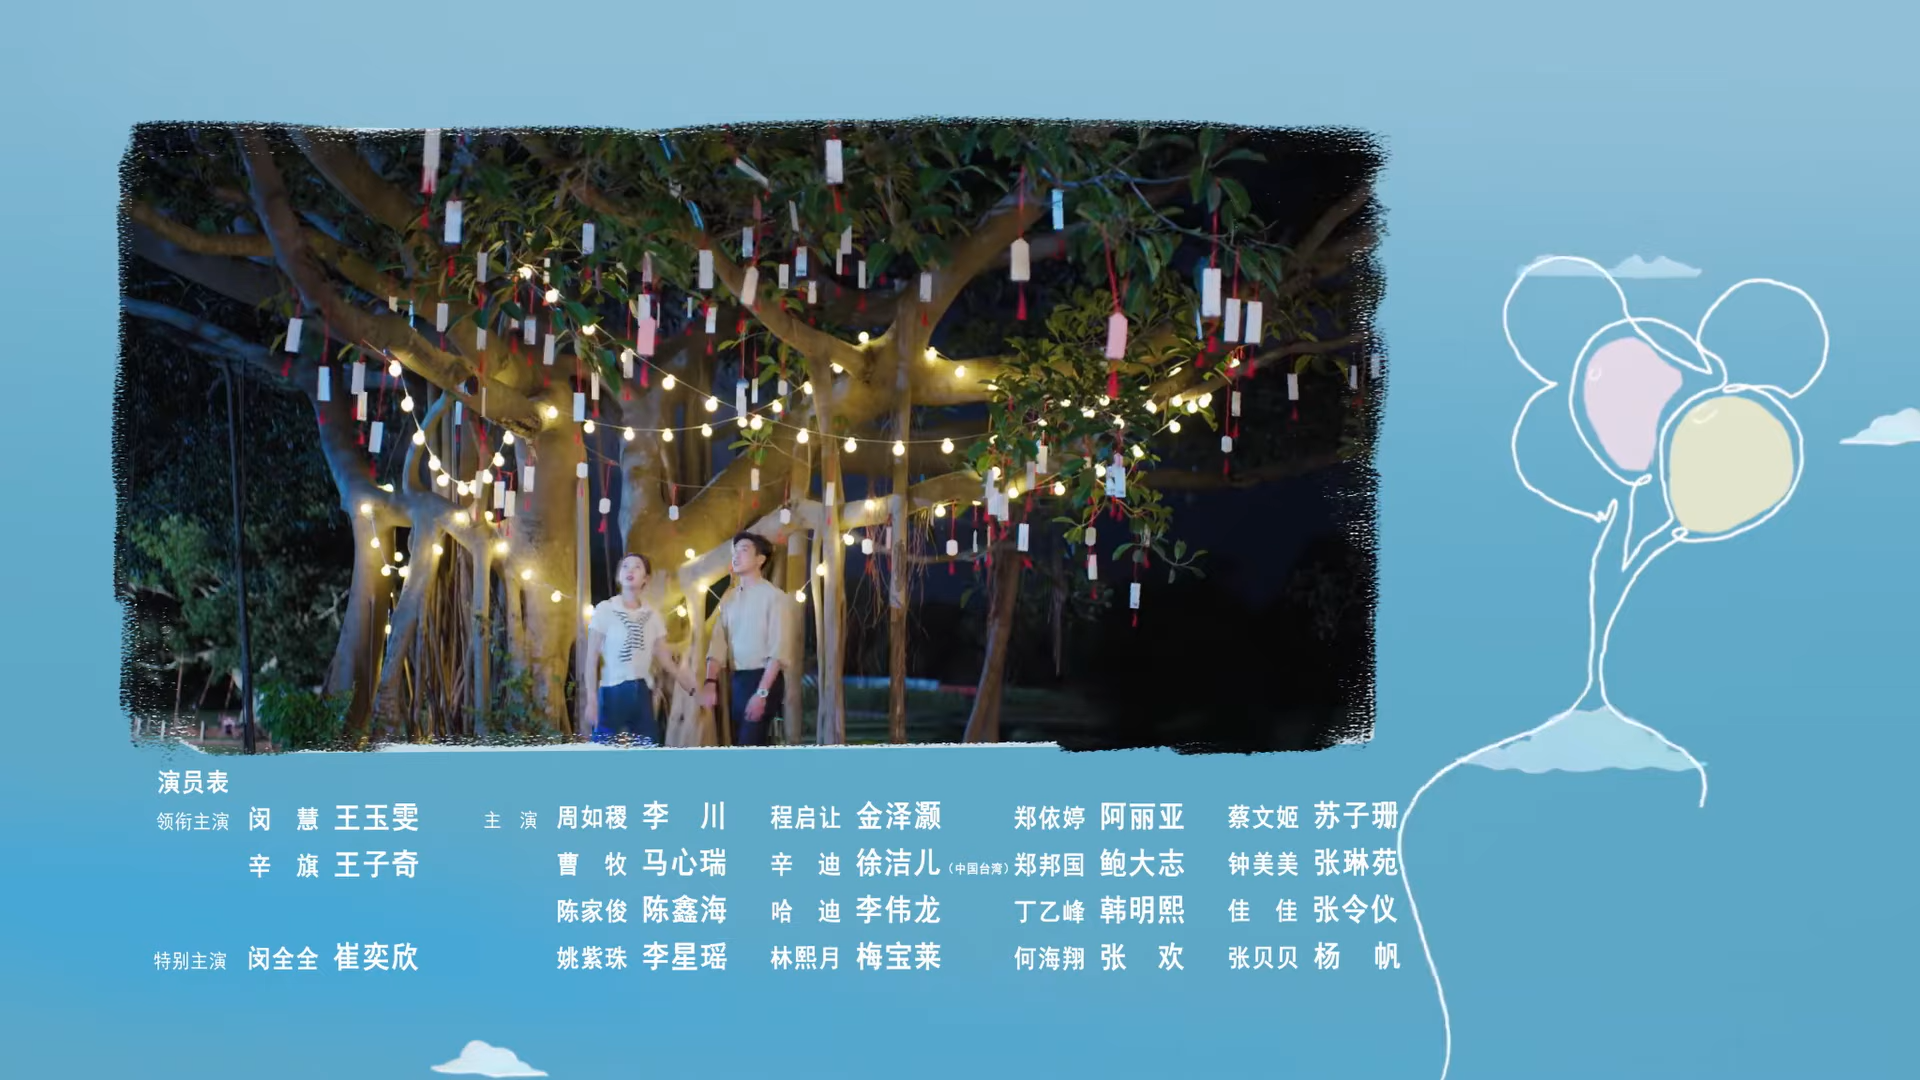 演员表
领衔主演 闵 慧 王玉雯 主 演 周如稷 李 川 程启让 金泽灏 郑依婷 阿丽亚 蔡文姬 苏子珊
辛 旗 王子奇 曹 牧 马心瑞 辛 迪 徐洁儿（中国台湾） 郑邦国 鲍大志 钟美美 张琳苑
陈家俊 陈鑫海 哈 迪 李伟龙 丁乙峰 韩明熙 佳 佳 张令仪
特别主演 闵全全 崔奕欣 姚紫珠 李星瑶 林熙月 梅宝莱 何海翔 张 欢 张贝贝 杨 帆